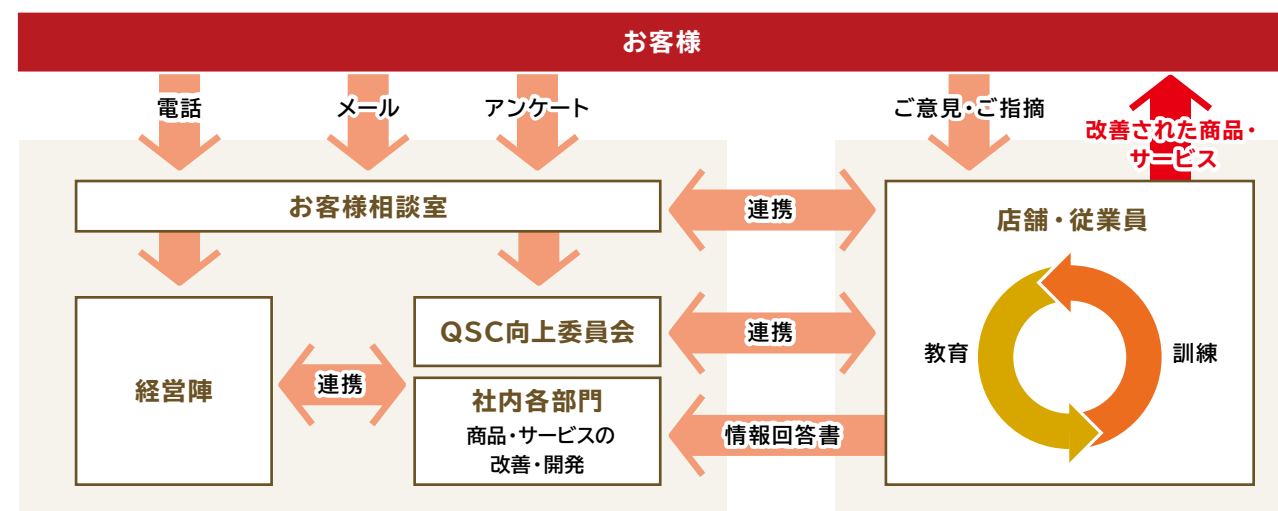 お客様
電話
メール
アンケート
ご意見・ご指摘
改善された商品・
サービス
お客様相談室
連携
店舗・従業員
QSC向上委員会
連携
教育
訓練
経営陣
連携
社内各部門
商品・サービスの
改善・開発
情報回答書